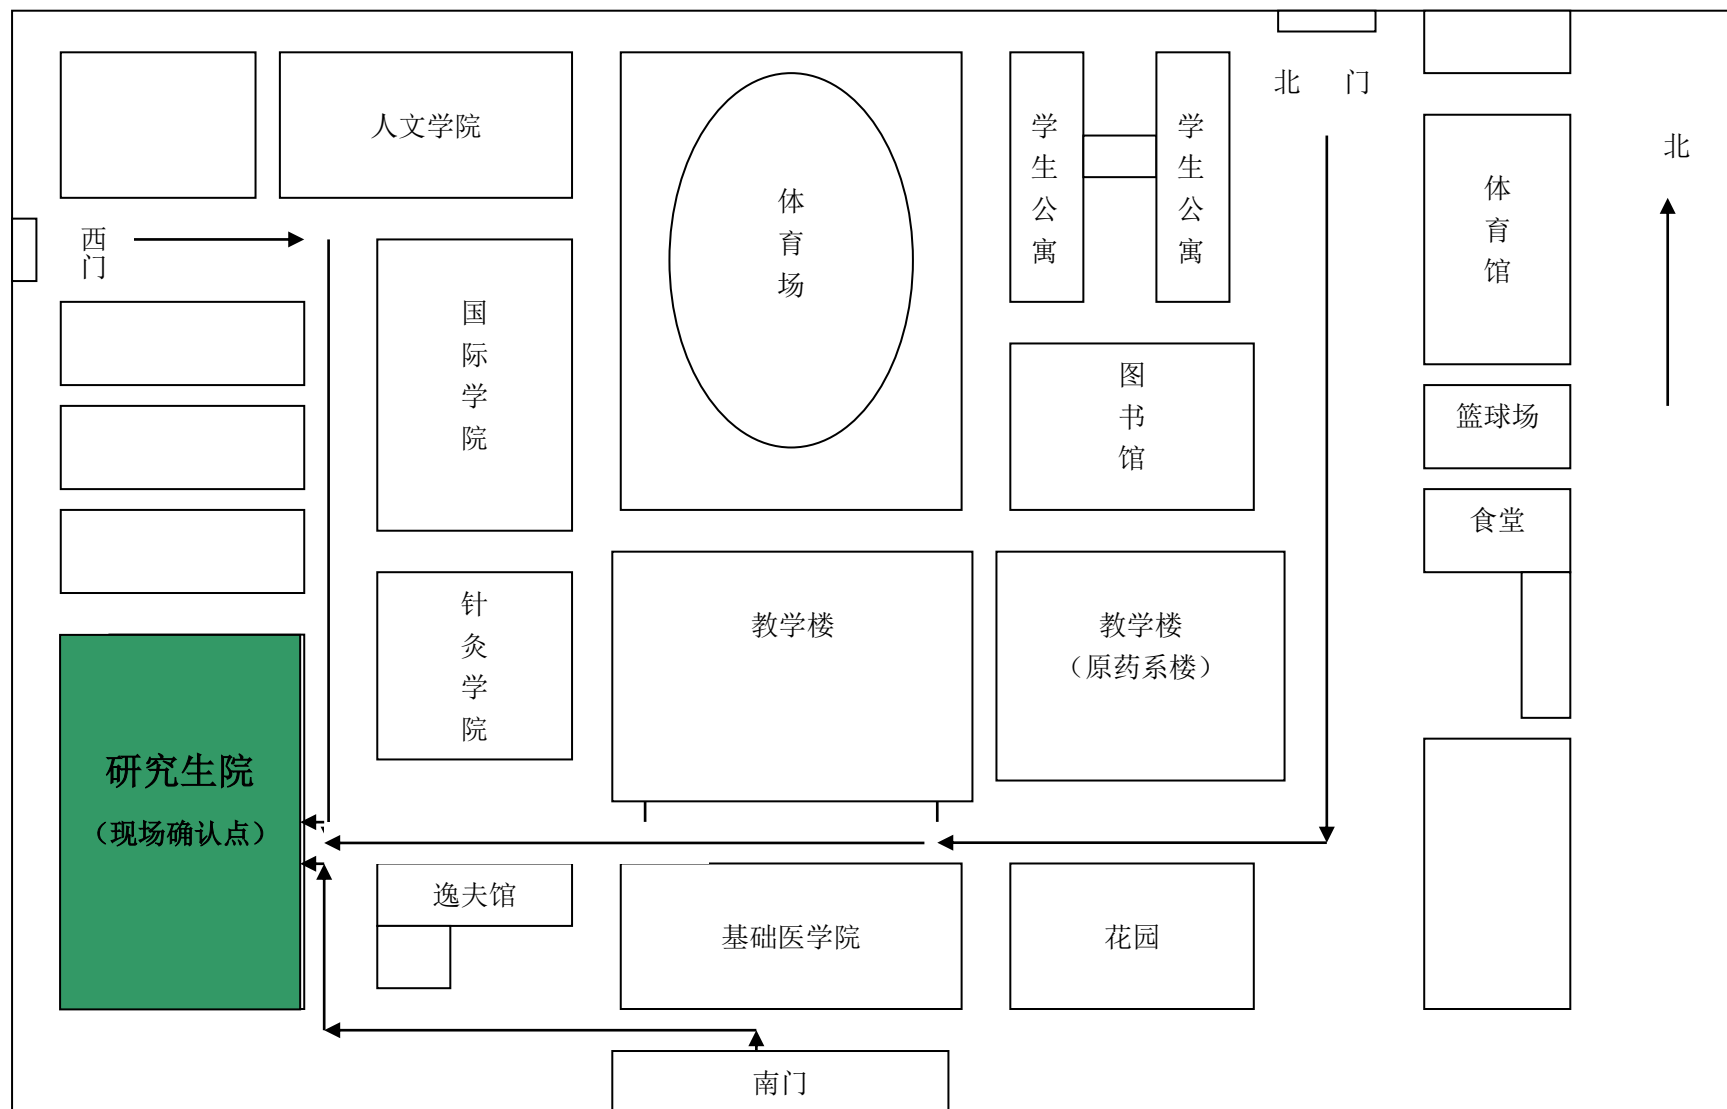 北 门
人文学院
学生公寓
学生公寓
北
体育场
体育馆
西门
国际学院
图书馆
篮球场
食堂
针灸学院
教学楼
教学楼
（原药系楼）
研究生院
（现场确认点）
逸夫馆
基础医学院
花园
南门